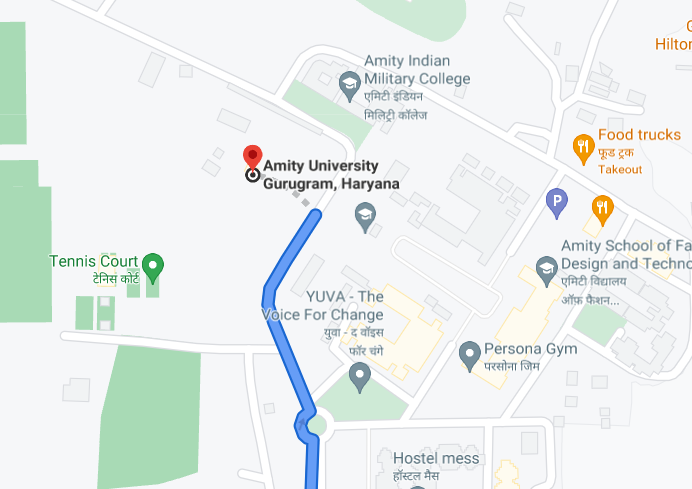 G
Hilton
Amity Indian
Military College
एमिटी इंडियन
मिलिट्री कॉलेज
Food trucks
फूड ट्रक
Takeout
Amity University
Gurugram, Haryana
P
Tennis Court
टेनिस कोर्ट
Amity School of Fa
Design and Techno
एमिटी विद्यालय
ऑफ़ फैशन...
YUVA - The
Voice For Change
युवा - द वॉइस
फॉर चंगे
Persona Gym
परसोना जिम
Hostel mess
हॉस्टल मैस